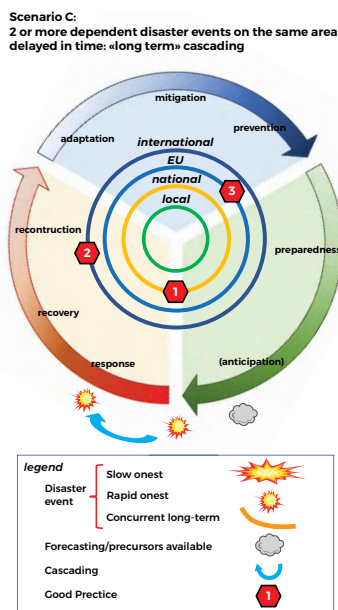 Scenario C:
2 or more dependent disaster events on the same area
delayed in time: «long term» cascading
mitigation
adaptation
prevention
international
EU
national
local
3
recontruction
2
preparedness
1
recovery
response
(anticipation)
legend
Disaster
event
Slow onest
Rapid onest
Concurrent long-term
Forecasting/precursors available
Cascading
Good Prectice
1